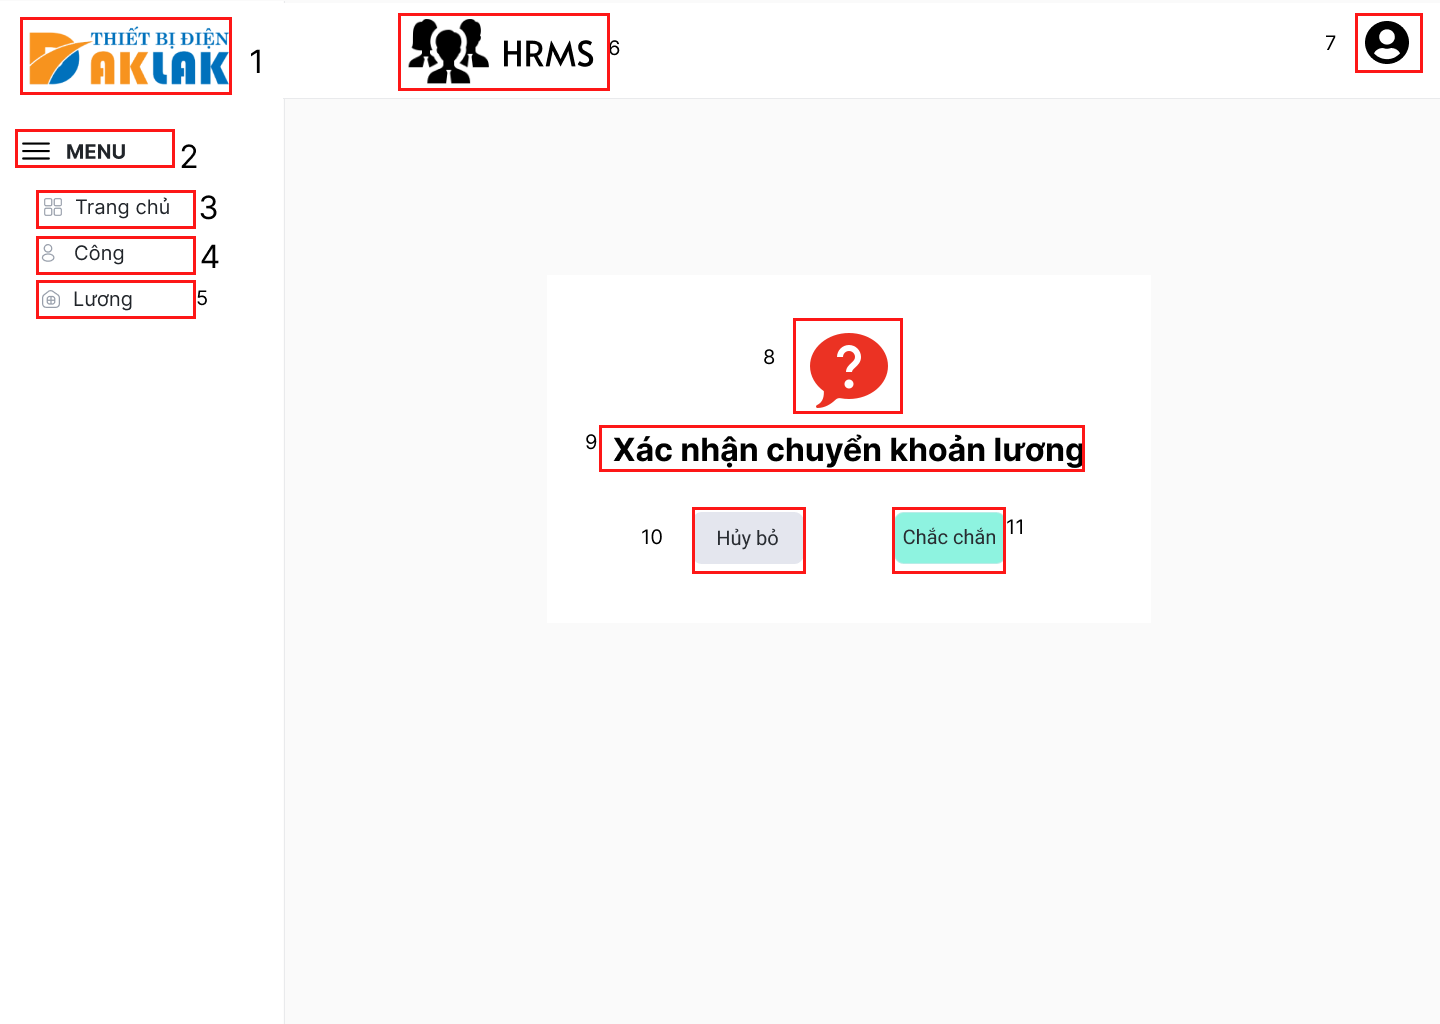 THIẾT BỊ ĐIỆN
DAKLAK
1
HRMS
6
7
MENU
2
Trang chủ
3
Công
4
Lương
5
8
?
9
Xác nhận chuyển khoản lương
10
Hủy bỏ
Chắc chắn
11